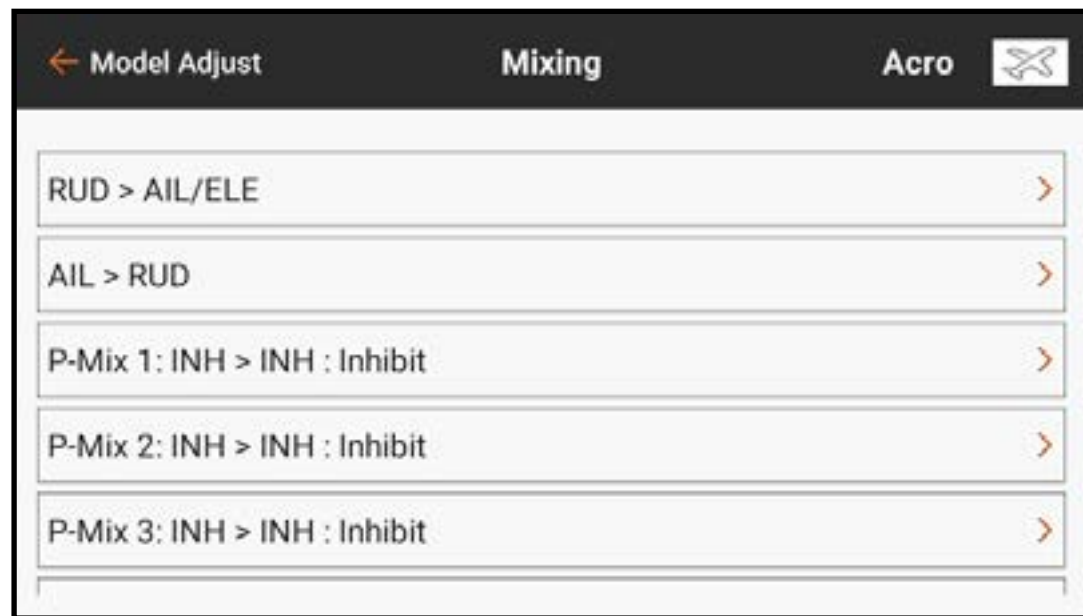 ← Model Adjust Mixing Acro
RUD > AIL/ELE >
AIL > RUD >
P-Mix 1: INH > INH : Inhibit >
P-Mix 2: INH > INH : Inhibit >
P-Mix 3: INH > INH : Inhibit >